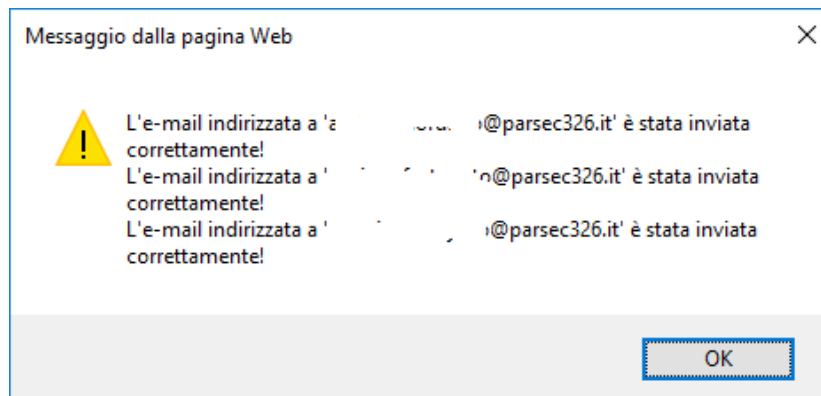 Messaggio dalla pagina Web
L'e-mail indirizzata a ' @parsec326.it' è stata inviata
correttamente!
L'e-mail indirizzata a ' @parsec326.it' è stata inviata
correttamente!
L'e-mail indirizzata a ' @parsec326.it' è stata inviata
correttamente!
OK